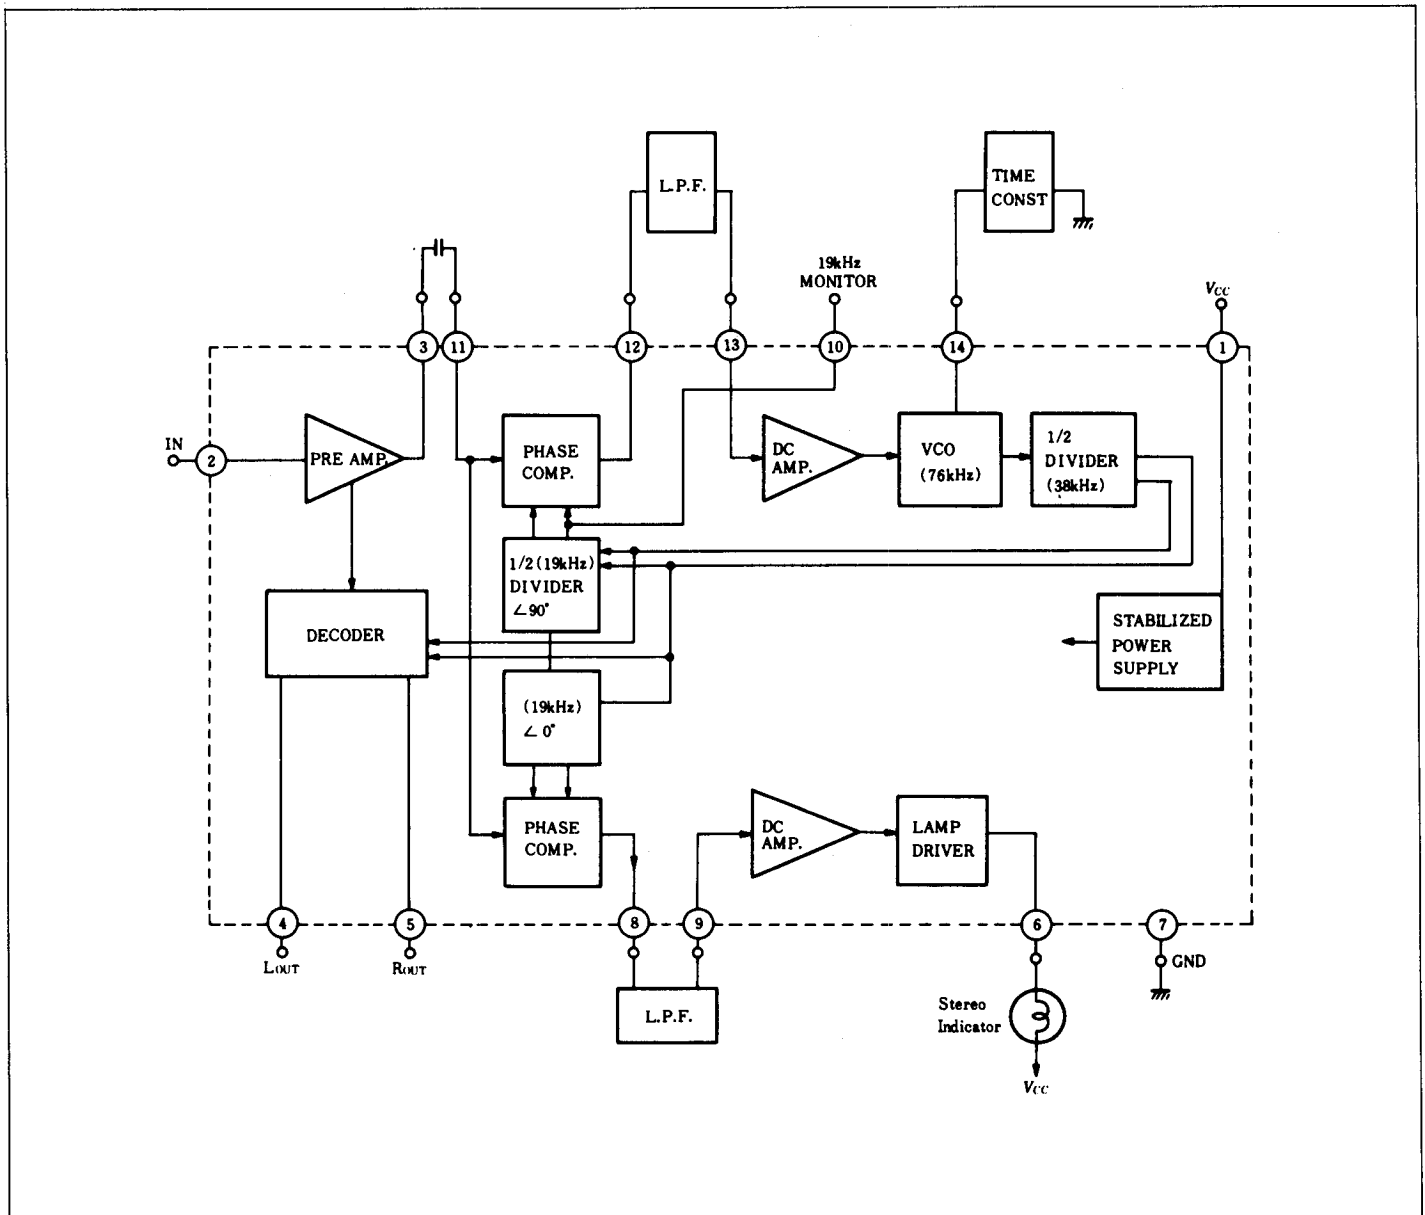 L.P.F.
TIME
CONST
19kHz
MONITOR
VCC
3
11
12
13
10
14
1
IN
2
PRE AMP.
PHASE
COMP.
DC
AMP.
VCO
(76kHz)
1/2
DIVIDER
(38kHz)
1/2(19kHz)
DIVIDER
∠90°
DECODER
STABILIZED
POWER
SUPPLY
(19kHz)
∠ 0°
PHASE
COMP.
DC
AMP.
LAMP
DRIVER
4
5
8
9
6
7
LOUT
ROUT
GND
L.P.F.
Stereo
Indicator
VCC